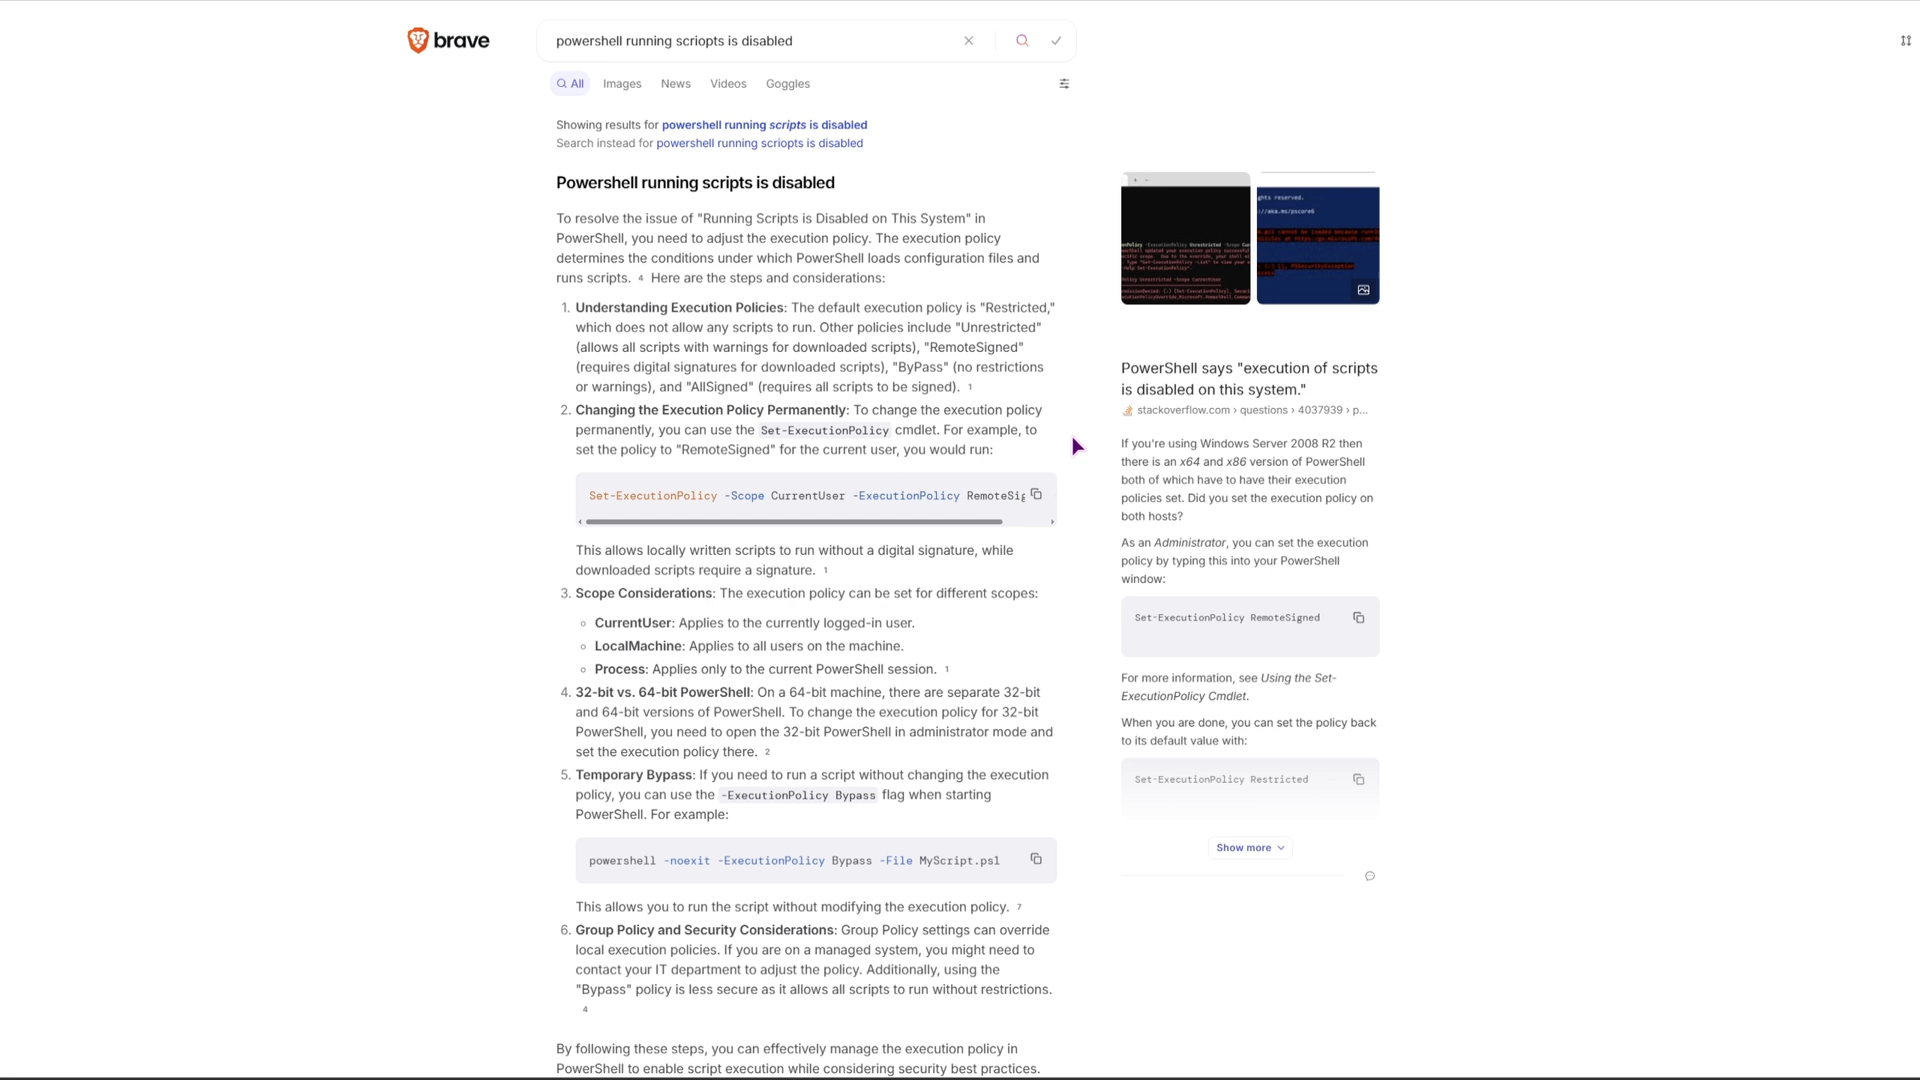 brave
powershell running scriopts is disabled
All Images News Videos Goggles
Showing results for powershell running scripts is disabled
Search instead for powershell running scriopts is disabled
Powershell running scripts is disabled
To resolve the issue of "Running Scripts is Disabled on This System" in
PowerShell, you need to adjust the execution policy. The execution policy
determines the conditions under which PowerShell loads configuration files and
runs scripts. 4 Here are the steps and considerations:
1. Understanding Execution Policies: The default execution policy is "Restricted,"
which does not allow any scripts to run. Other policies include "Unrestricted"
(allows all scripts with warnings for downloaded scripts), "RemoteSigned"
(requires digital signatures for downloaded scripts), "ByPass" (no restrictions
or warnings), and "AllSigned" (requires all scripts to be signed). 1
2. Changing the Execution Policy Permanently: To change the execution policy
permanently, you can use the Set-ExecutionPolicy cmdlet. For example, to
set the policy to "RemoteSigned" for the current user, you would run:
Set-ExecutionPolicy -Scope CurrentUser -ExecutionPolicy RemoteSig
This allows locally written scripts to run without a digital signature, while
downloaded scripts require a signature. 1
3. Scope Considerations: The execution policy can be set for different scopes:
CurrentUser: Applies to the currently logged-in user.
LocalMachine: Applies to all users on the machine.
Process: Applies only to the current PowerShell session. 1
4. 32-bit vs. 64-bit PowerShell: On a 64-bit machine, there are separate 32-bit
and 64-bit versions of PowerShell. To change the execution policy for 32-bit
PowerShell, you need to open the 32-bit PowerShell in administrator mode and
set the execution policy there. 2
5. Temporary Bypass: If you need to run a script without changing the execution
policy, you can use the -ExecutionPolicy Bypass flag when starting
PowerShell. For example:
powershell -noexit -ExecutionPolicy Bypass -File MyScript.ps1
This allows you to run the script without modifying the execution policy. 7
6. Group Policy and Security Considerations: Group Policy settings can override
local execution policies. If you are on a managed system, you might need to
contact your IT department to adjust the policy. Additionally, using the
"Bypass" policy is less secure as it allows all scripts to run without restrictions.
4
By following these steps, you can effectively manage the execution policy in
PowerShell to enable script execution while considering security best practices.
ghts reserved.
://aka.ms/pscore6
PowerShell says "execution of scripts
is disabled on this system."
stackoverflow.com › questions › 4037939 › p...
If you're using Windows Server 2008 R2 then
there is an x64 and x86 version of PowerShell
both of which have to have their execution
policies set. Did you set the execution policy on
both hosts?
As an Administrator, you can set the execution
policy by typing this into your PowerShell
window:
Set-ExecutionPolicy RemoteSigned
For more information, see Using the Set-
ExecutionPolicy Cmdlet.
When you are done, you can set the policy back
to its default value with:
Set-ExecutionPolicy Restricted
Show more